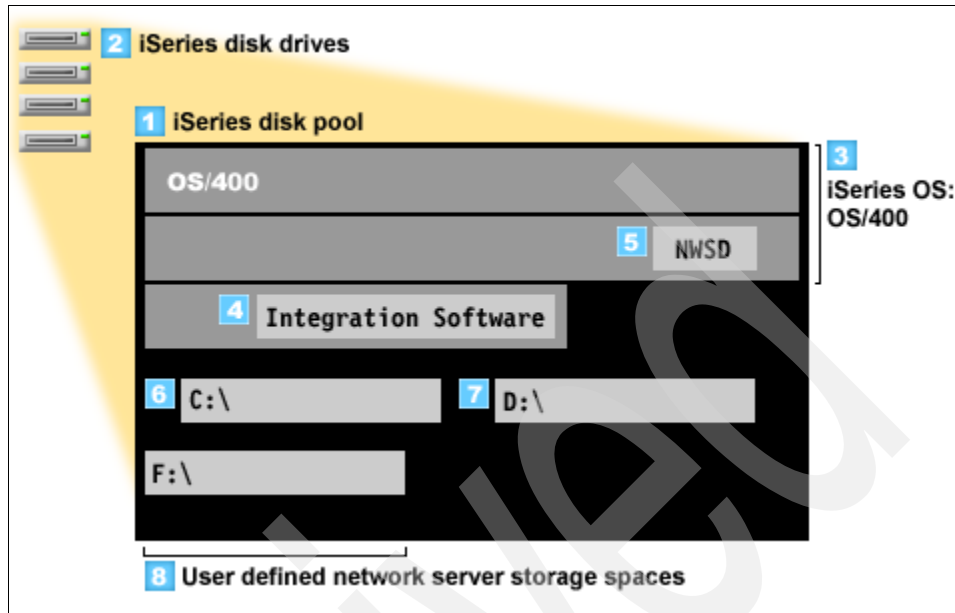 2 iSeries disk drives
1 iSeries disk pool
OS/400
3
iSeries OS:
OS/400
5 NWSD
4 Integration Software
6 C:\
7 D:\
F:\
8 User defined network server storage spaces